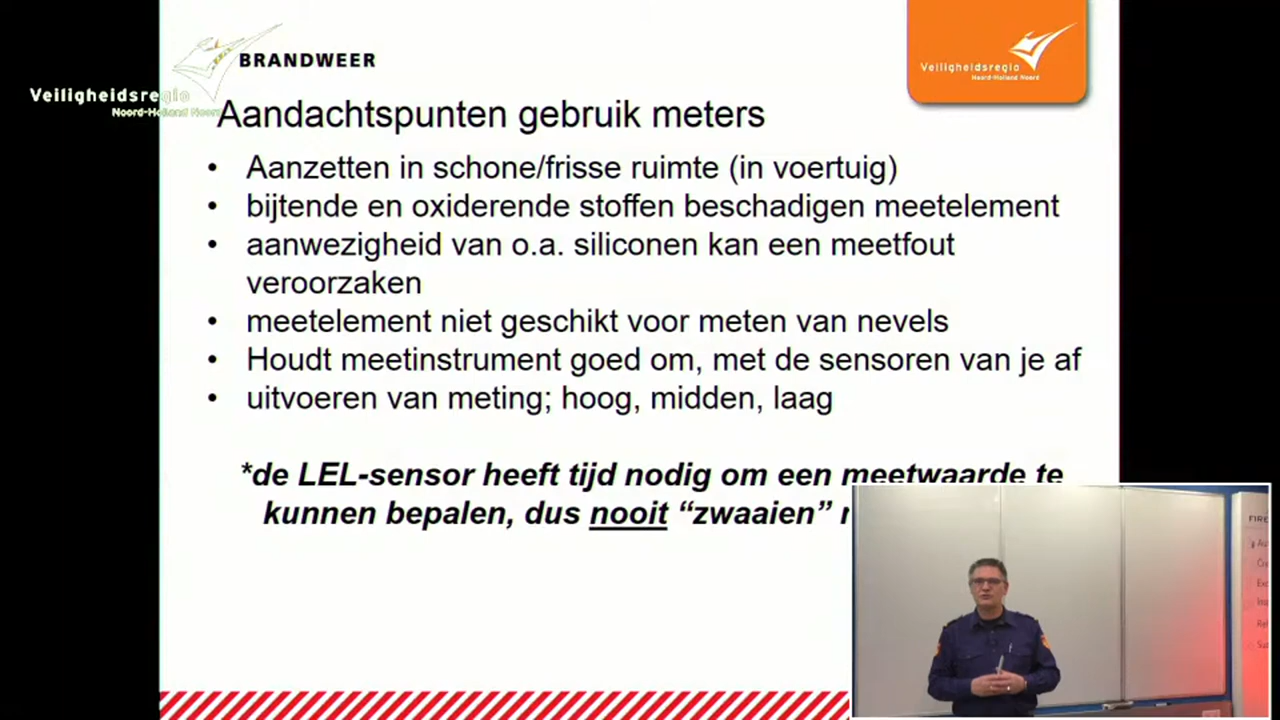 BRANDWEER
Veiligheidsregio
Noord-Holland Noord
Veiligheidsregio
Noord-Holland Noord
Aandachtspunten gebruik meters
• Aanzetten in schone/frisse ruimte (in voertuig)
• bijtende en oxiderende stoffen beschadigen meetelement
• aanwezigheid van o.a. siliconen kan een meetfout
veroorzaken
• meetelement niet geschikt voor meten van nevels
• Houdt meetinstrument goed om, met de sensoren van je af
• uitvoeren van meting; hoog, midden, laag
*de LEL-sensor heeft tijd nodig om een meetwaarde te
kunnen bepalen, dus nooit “zwaaien”